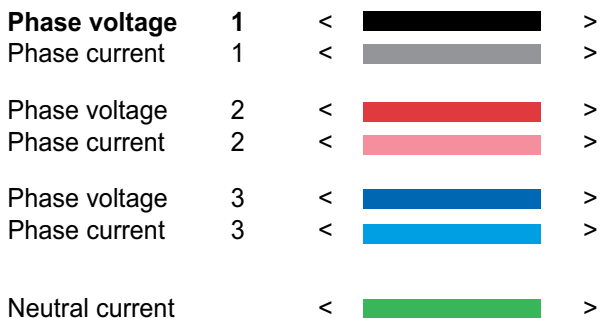 Phase voltage 1 < >
Phase current 1 < >
Phase voltage 2 < >
Phase current 2 < >
Phase voltage 3 < >
Phase current 3 < >
Neutral current < >